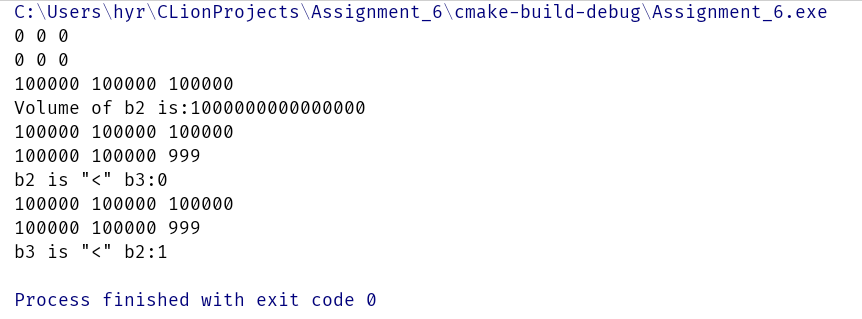 C:\Users\hyr\CLionProjects\Assignment_6\cmake-build-debug\Assignment_6.exe
0 0 0
0 0 0
100000 100000 100000
Volume of b2 is:1000000000000000
100000 100000 100000
100000 100000 999
b2 is "<" b3:0
100000 100000 100000
100000 100000 999
b3 is "<" b2:1
Process finished with exit code 0